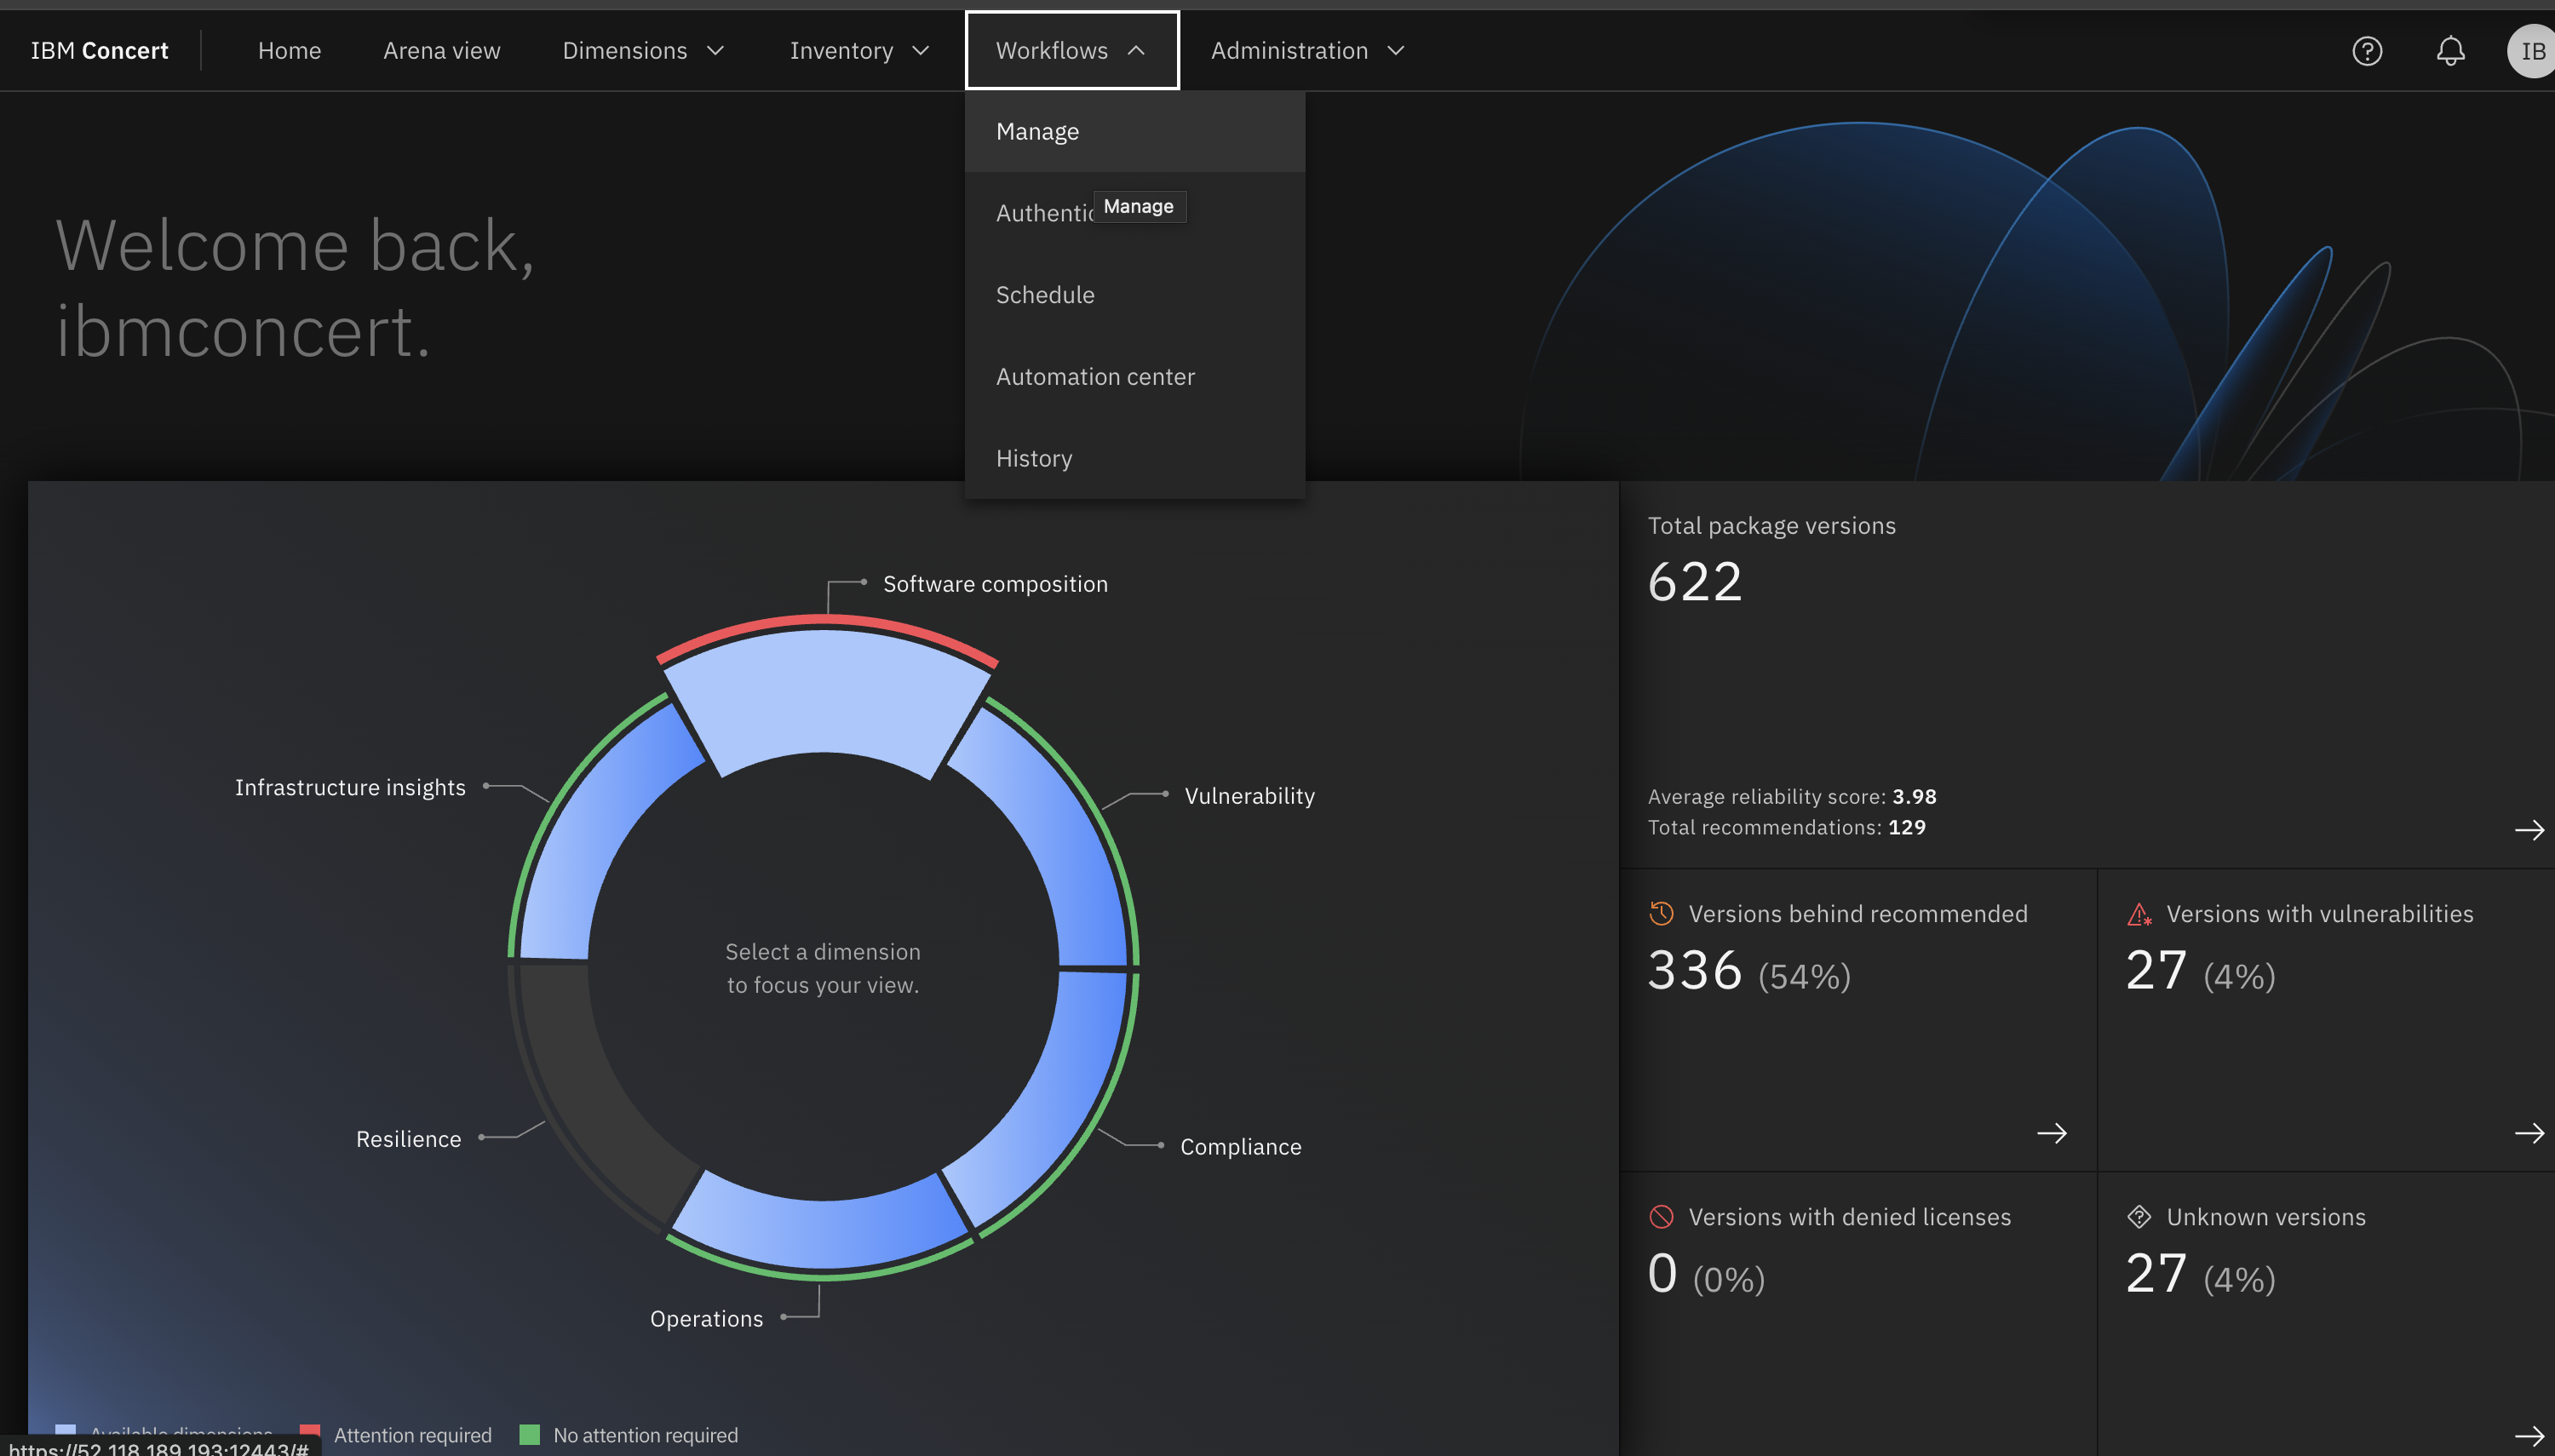 IBM Concert
Home
Arena view
Dimensions
Inventory
Workflows
Administration
IB
Manage
Manage
Schedule
Automation center
History
Welcome back,
ibmconcert.
Software composition
Infrastructure insights
Vulnerability
Select a dimension
to focus your view.
Resilience
Compliance
Operations
Available dimensions
Attention required
No attention required
https://52.118.189.193:12443/#
Total package versions
622
Average reliability score: 3.98
Total recommendations: 129
Versions behind recommended
336 (54%)
Versions with vulnerabilities
27 (4%)
Versions with denied licenses
0 (0%)
Unknown versions
27 (4%)